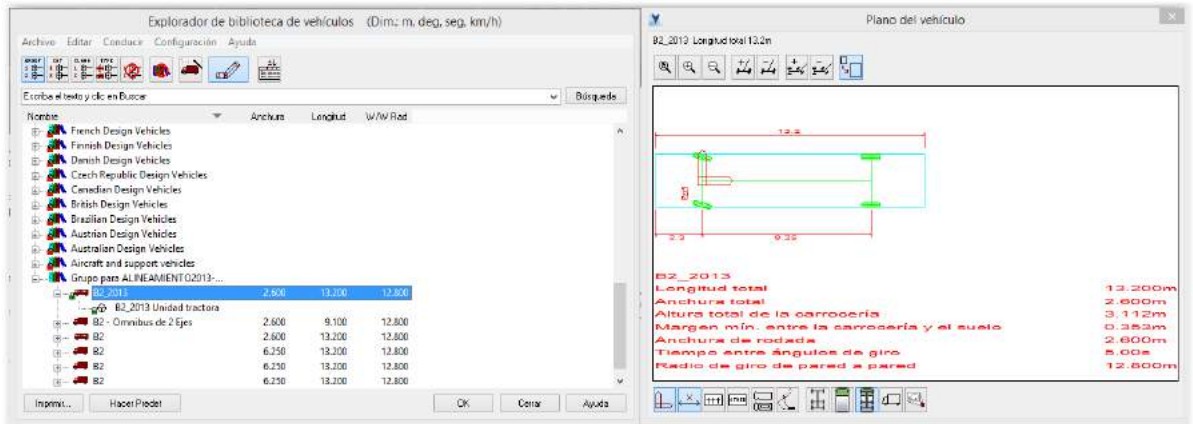 Explorador de biblioteca de vehículos (Dim.: m, deg, seg, km/h)
Archivo Editar Conducir Configuración Ayuda
Escriba el texto y clic en Buscar
Búsqueda
Nombre Anchura Longitud W/W Rad
French Design Vehicles
Finnish Design Vehicles
Danish Design Vehicles
Czech Republic Design Vehicles
Canadian Design Vehicles
British Design Vehicles
Brazilian Design Vehicles
Austrian Design Vehicles
Australian Design Vehicles
Aircraft and support vehicles
Grupo para ALINEAMIENTO2013-...
B2_2013 2.600 13.200 12.800
B2_2013 Unidad tractora
B2 - Omnibus de 2 Ejes 2.600 9.100 12.800
B2 2.600 13.200 12.800
B2 6.250 13.200 12.800
B2 6.250 13.200 12.800
B2 6.250 13.200 12.800
Imprimir... Hacer Predet OK Cerrar Ayuda
Plano del vehículo
B2_2013 Longitud total 13.2m
13.2
2.3
B2_2013
Longitud total 13.200m
Anchura total 2.600m
Altura total de la carrocería 3.112m
Margen mín. entre la carrocería y el suelo 0.353m
Anchura de rodada 2.600m
Tiempo entre ángulos de giro 5.00s
Radio de giro de pared a pared 12.800m